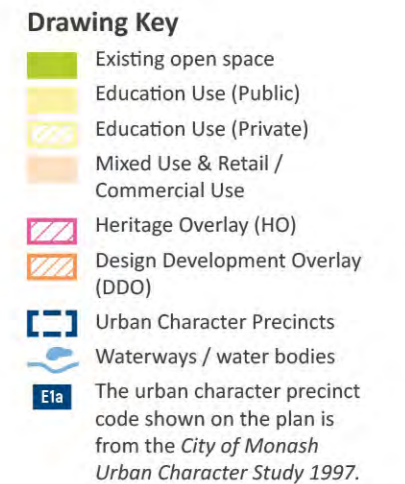 Drawing Key
Existing open space
Education Use (Public)
Education Use (Private)
Mixed Use & Retail /
Commercial Use
Heritage Overlay (HO)
Design Development Overlay
(DDO)
Urban Character Precincts
Waterways / water bodies
E1a The urban character precinct
code shown on the plan is
from the City of Monash
Urban Character Study 1997.